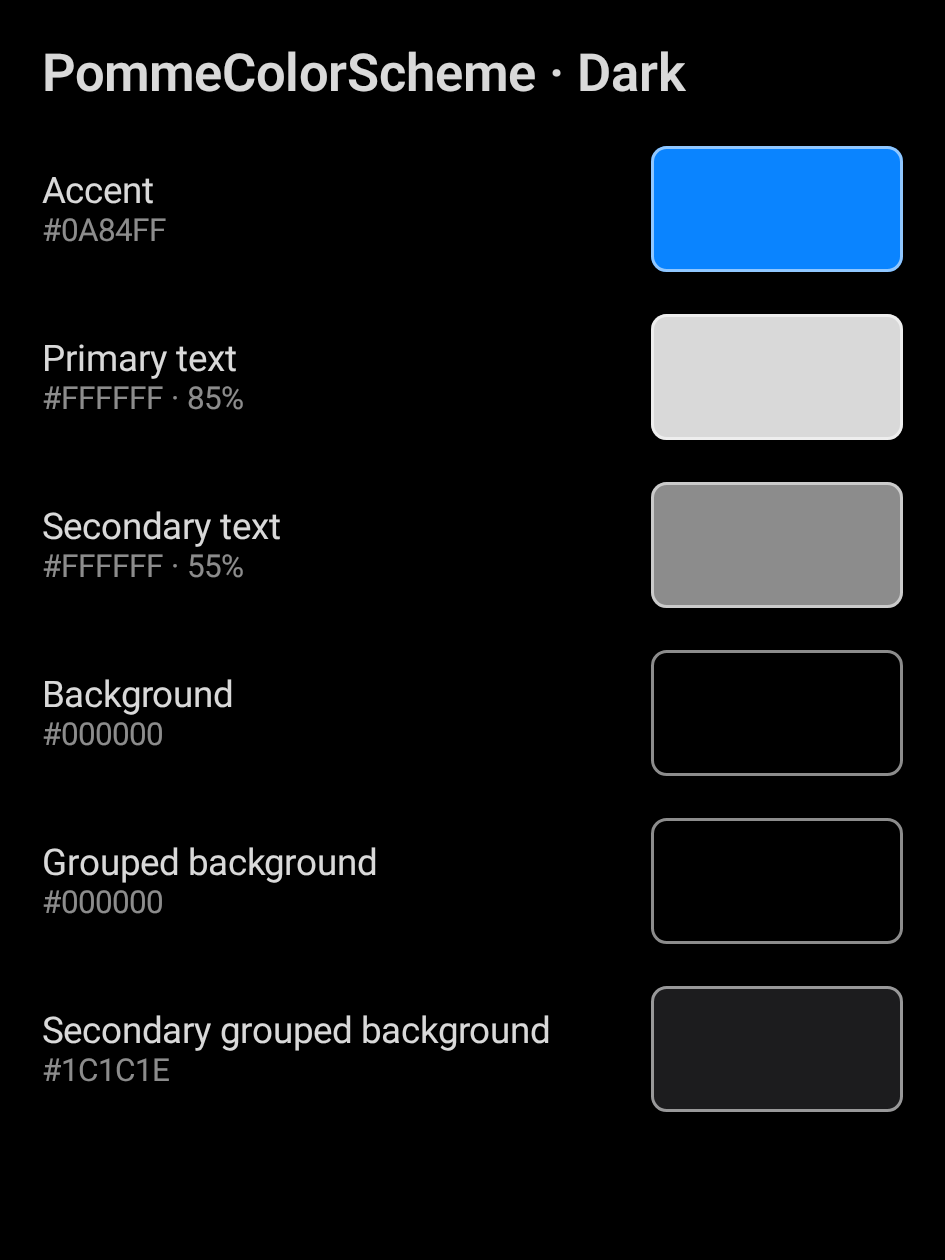 PommeColorScheme · Dark
Accent
#0A84FF
Primary text
#FFFFFF · 85%
Secondary text
#FFFFFF · 55%
Background
#000000
Grouped background
#000000
Secondary grouped background
#1C1C1E